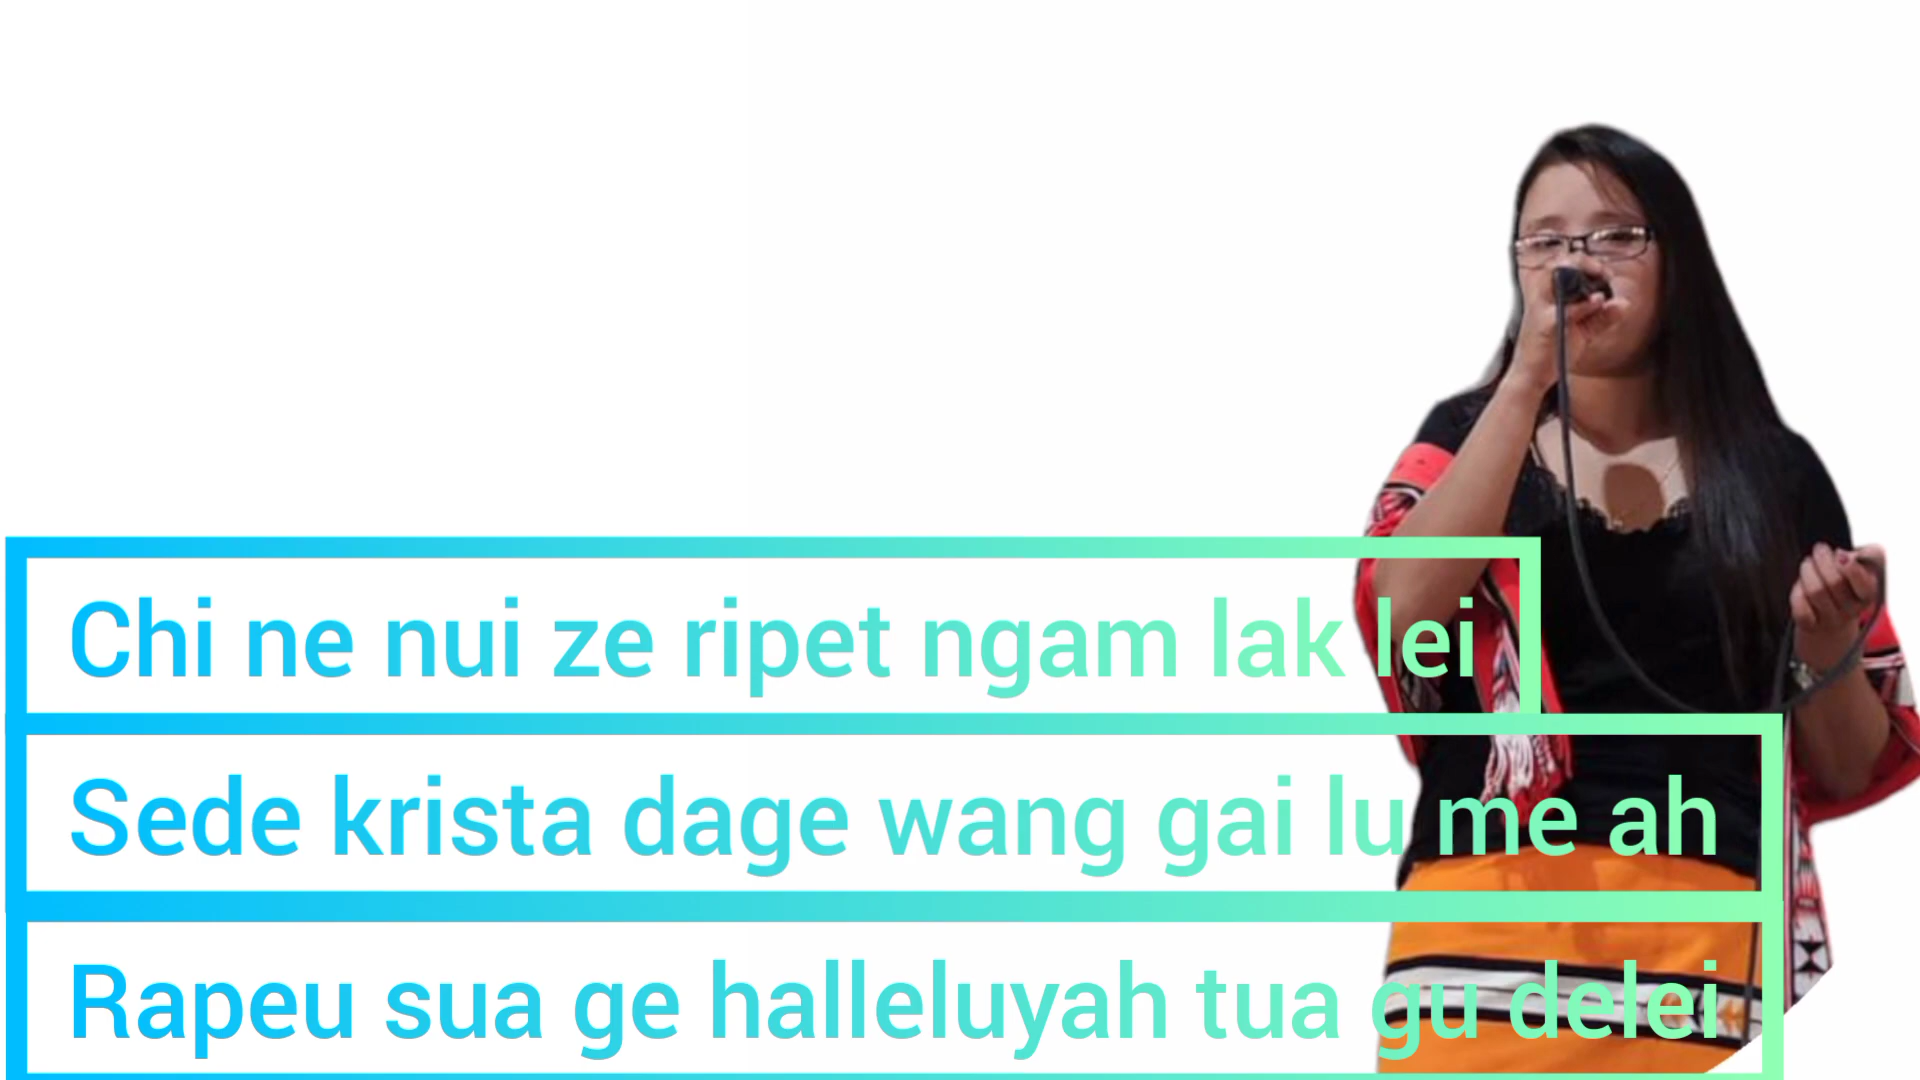 Chi ne nui ze ripet ngam lak lei
Sede krista dage wang gai lu me ah
Rapeu sua ge halleluyah tua gu delei